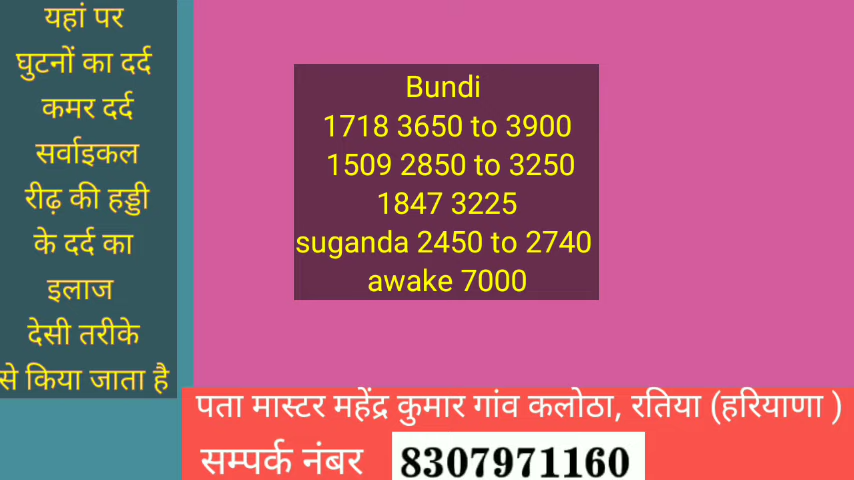 यहां पर
घुटनों का दर्द
कमर दर्द
सर्वाइकल
रीढ़ की हड्डी
के दर्द का
इलाज
देसी तरीके
से किया जाता है
Bundi
1718 3650 to 3900
1509 2850 to 3250
1847 3225
suganda 2450 to 2740
awake 7000
पता मास्टर महेंद्र कुमार गांव कलोठा, रतिया (हरियाणा )
सम्पर्क नंबर 8307971160